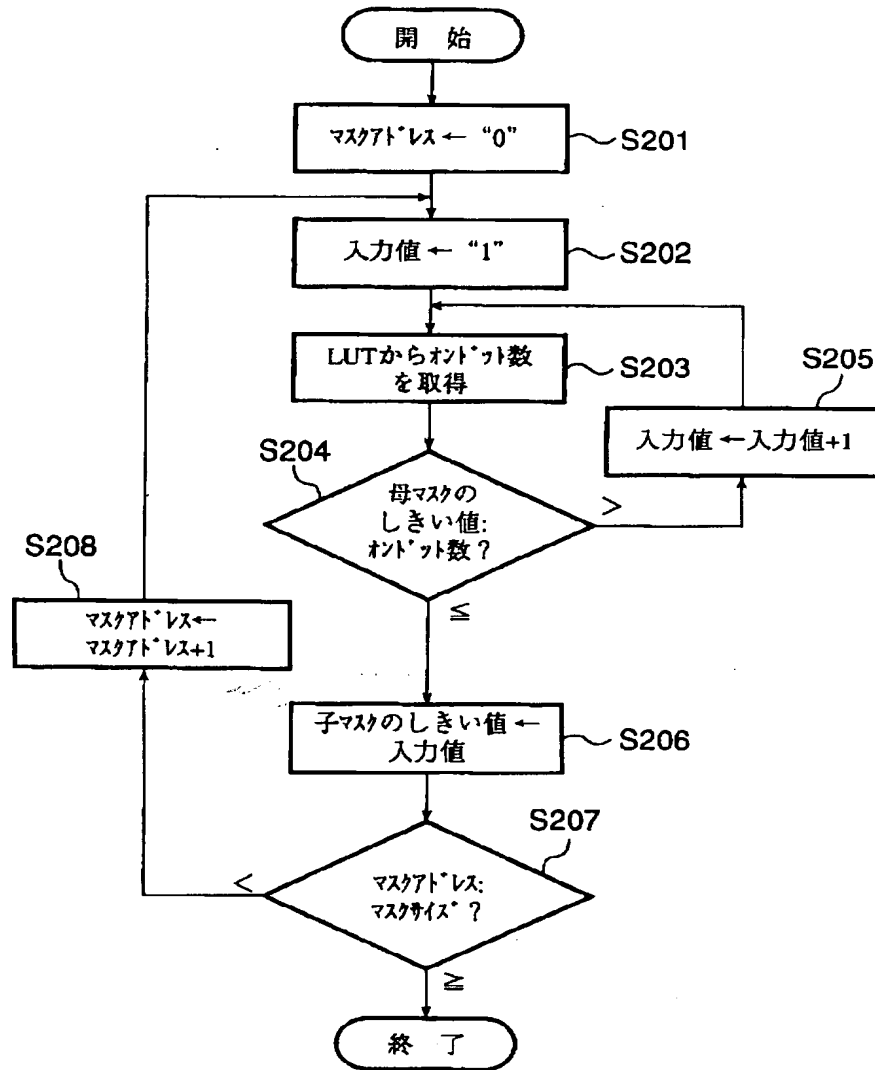 開 始
マスクアドレス ← “0”
S201
入力値 ← “1”
S202
LUTからオンドット数
を取得
S203
S205
入力値 ← 入力値+1
S204
母マスクの
しきい値:
オンドット数?
>
≦
S208
マスクアドレス←
マスクアドレス+1
子マスクのしきい値 ←
入力値
S206
S207
マスクアドレス:
マスクサイズ?
<
≧
終 了